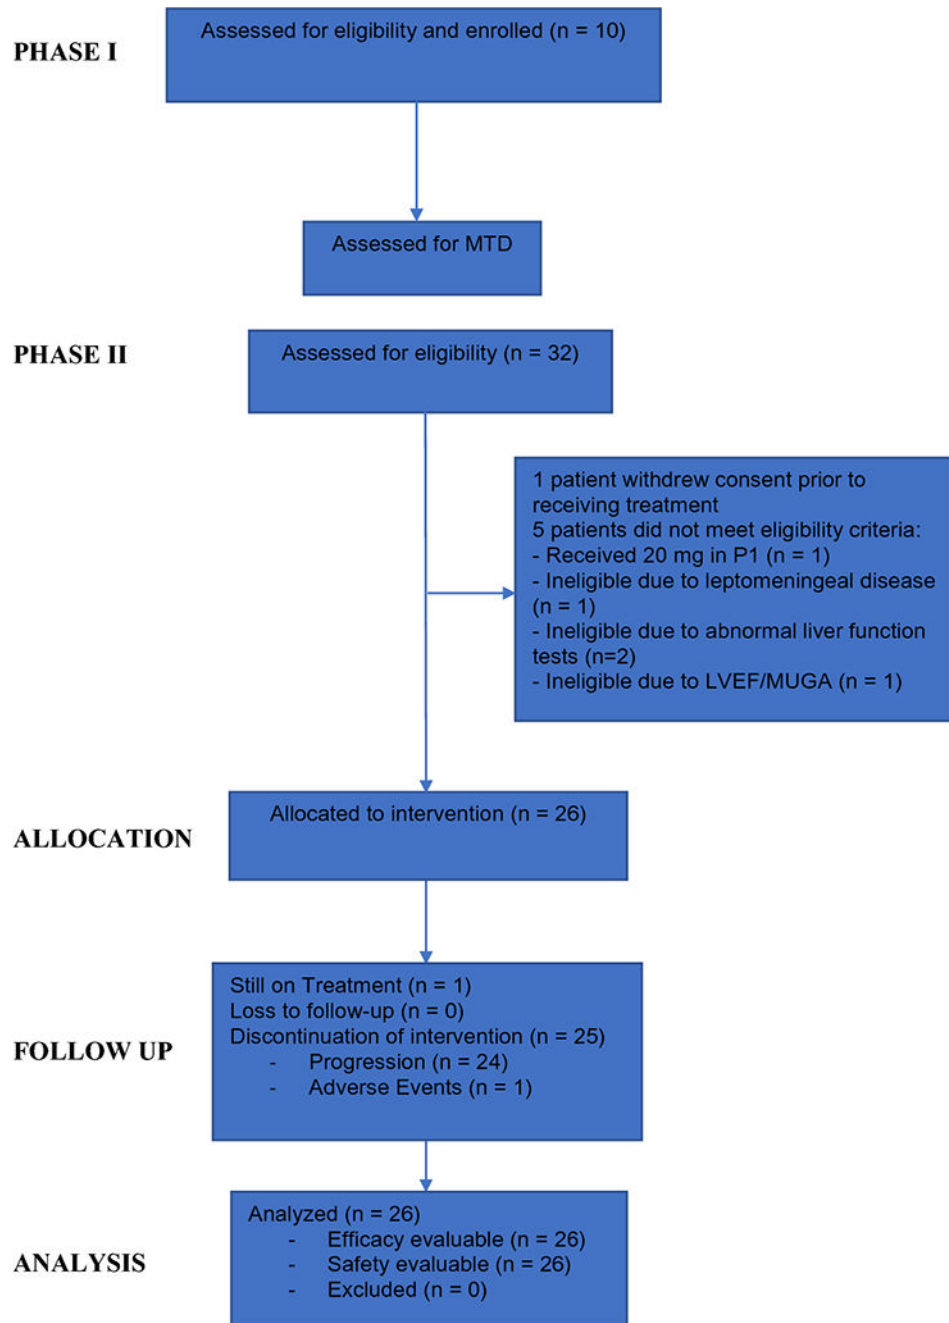 PHASE I
Assessed for eligibility and enrolled (n = 10)
Assessed for MTD
PHASE II
Assessed for eligibility (n = 32)
1 patient withdrew consent prior to
receiving treatment
5 patients did not meet eligibility criteria:
- Received 20 mg in P1 (n = 1)
- Ineligible due to leptomeningeal disease
(n = 1)
- Ineligible due to abnormal liver function
tests (n=2)
- Ineligible due to LVEF/MUGA (n = 1)
ALLOCATION
Allocated to intervention (n = 26)
FOLLOW UP
Still on Treatment (n = 1)
Loss to follow-up (n = 0)
Discontinuation of intervention (n = 25)
- Progression (n = 24)
- Adverse Events (n = 1)
ANALYSIS
Analyzed (n = 26)
- Efficacy evaluable (n = 26)
- Safety evaluable (n = 26)
- Excluded (n = 0)